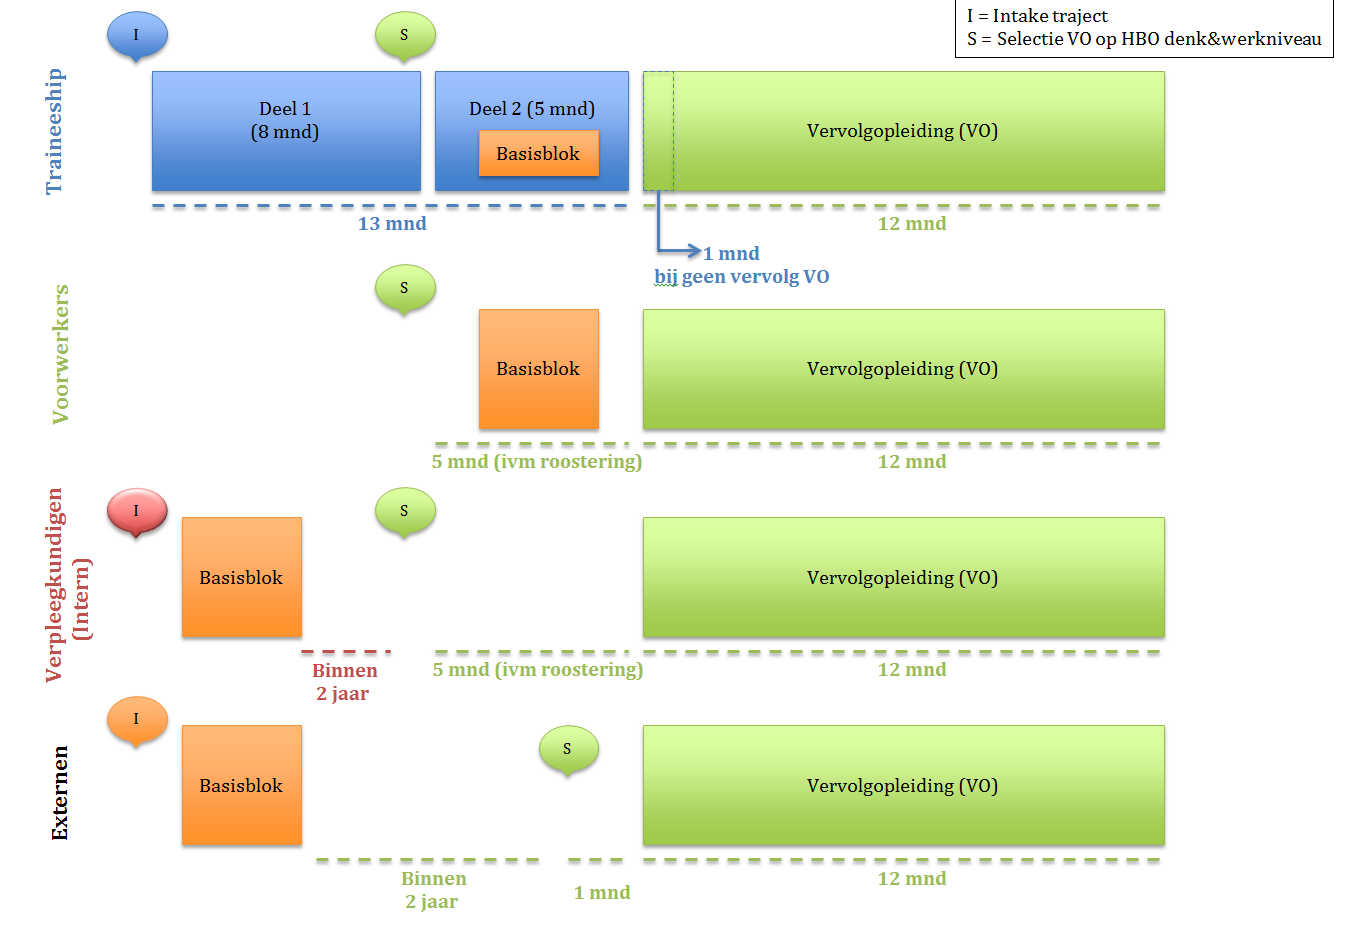 I = Intake traject
S = Selectie VO op HBO denk&werkniveau
Traineeship
I
S
Deel 1
(8 mnd)
Deel 2 (5 mnd)
Basisblok
Vervolgopleiding (VO)
13 mnd
12 mnd
1 mnd
bij geen vervolg VO
Voorwerkers
S
Basisblok
Vervolgopleiding (VO)
5 mnd (ivm roostering)
12 mnd
Verpleegkundigen
(Intern)
I
S
Basisblok
Vervolgopleiding (VO)
Binnen
2 jaar
5 mnd (ivm roostering)
12 mnd
Externen
I
S
Basisblok
Vervolgopleiding (VO)
Binnen
2 jaar
1 mnd
12 mnd